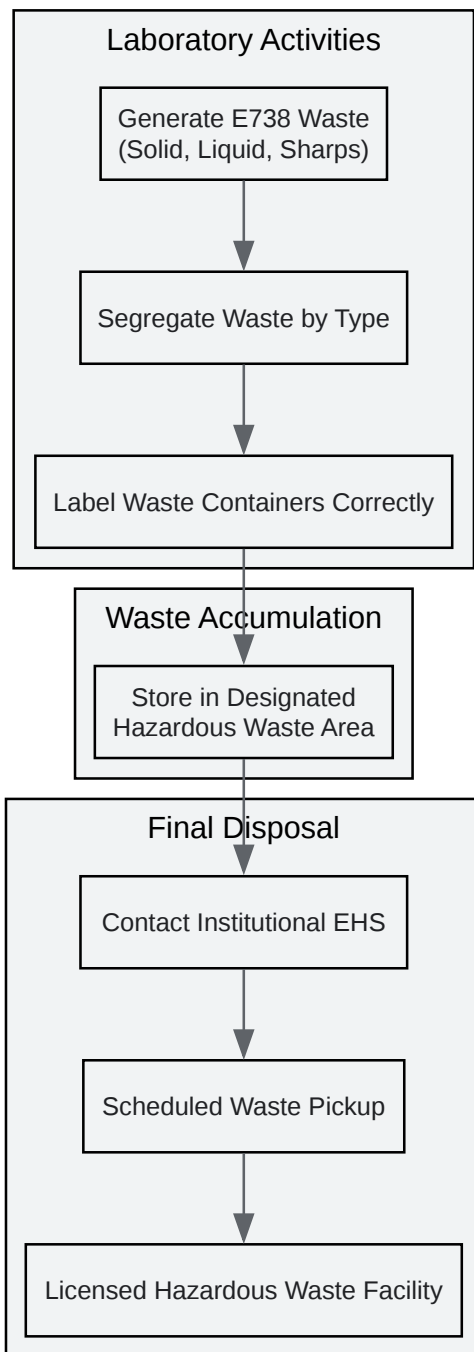 Laboratory Activities
Generate E738 Waste
(Solid, Liquid, Sharps)
Segregate Waste by Type
Label Waste Containers Correctly
Waste Accumulation
Store in Designated
Hazardous Waste Area
Final Disposal
Contact Institutional EHS
Scheduled Waste Pickup
Licensed Hazardous Waste Facility